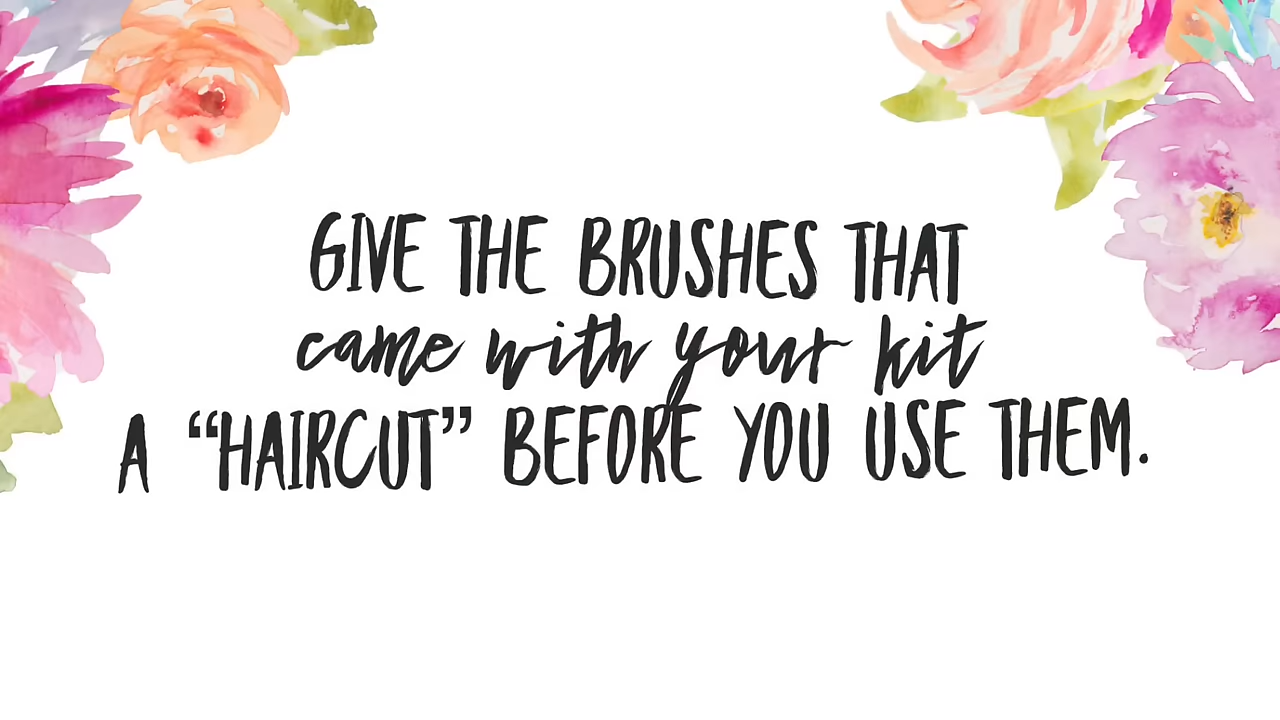 GIVE THE BRUSHES THAT
came with your kit
A “HAIRCUT” BEFORE YOU USE THEM.